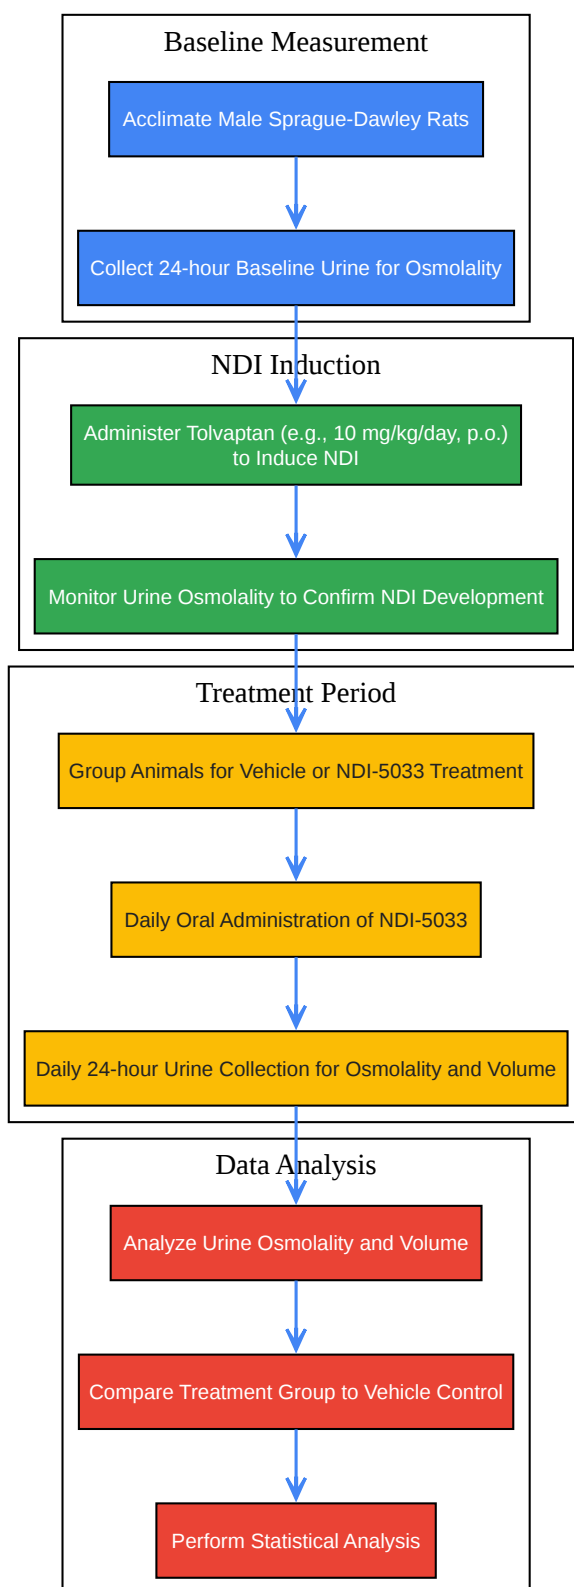 Baseline Measurement
Acclimate Male Sprague-Dawley Rats
Collect 24-hour Baseline Urine for Osmolality
NDI Induction
Administer Tolvaptan (e.g., 10 mg/kg/day, p.o.)
to Induce NDI
Monitor Urine Osmolality to Confirm NDI Development
Treatment Period
Group Animals for Vehicle or NDI-5033 Treatment
Daily Oral Administration of NDI-5033
Daily 24-hour Urine Collection for Osmolality and Volume
Data Analysis
Analyze Urine Osmolality and Volume
Compare Treatment Group to Vehicle Control
Perform Statistical Analysis